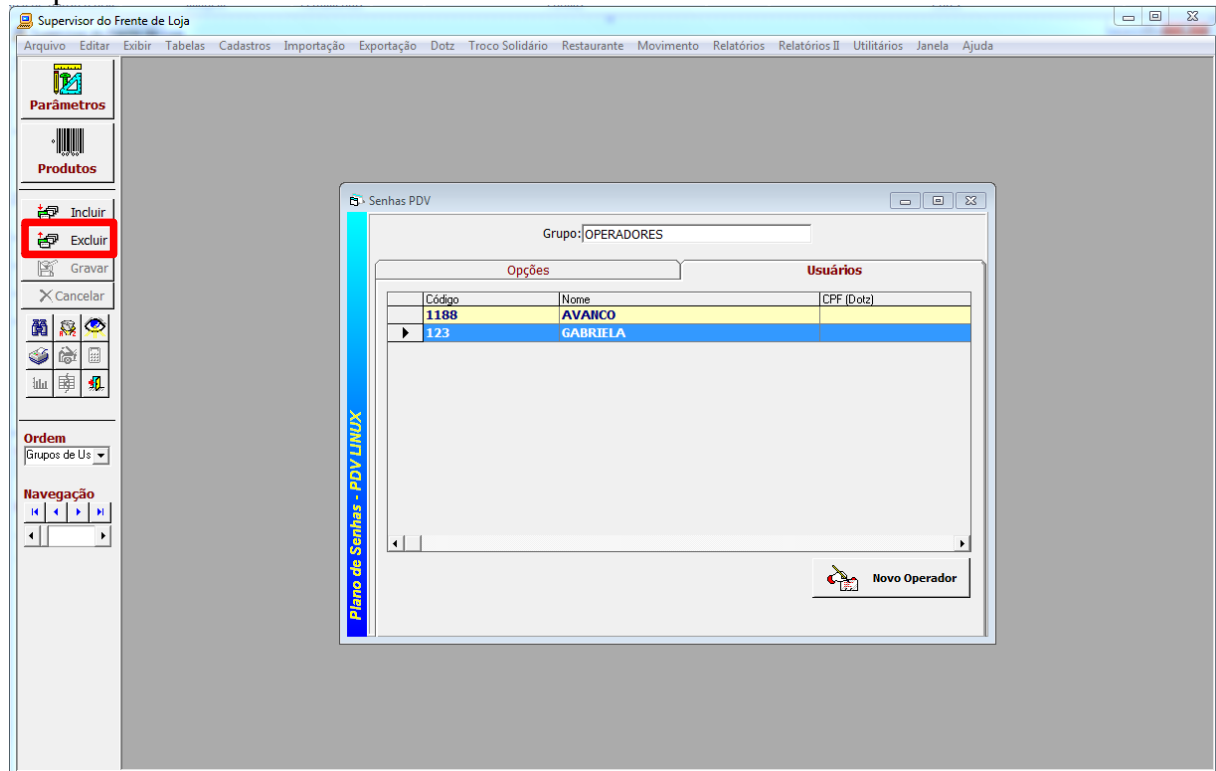 Supervisor do Frente de Loja
Arquivo Editar Exibir Tabelas Cadastros Importação Exportação Dotz Troco Solidário Restaurante Movimento Relatórios Relatórios II Utilitários Janela Ajuda
Parâmetros
Produtos
Incluir
Excluir
Gravar
Cancelar
Ordem
Grupos de Us
Navegação
Senhas PDV
Grupo: OPERADORES
Opções Usuários
Código Nome CPF (Dotz)
1188 AVANCO
123 GABRIELA
Novo Operador
Plano de Senhas - PDV LINUX